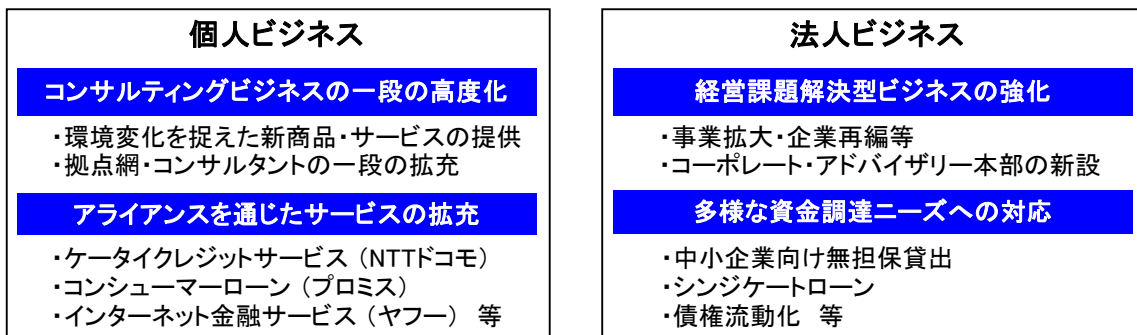 個人ビジネス
コンサルティングビジネスの一段の高度化
・環境変化を捉えた新商品・サービスの提供
・拠点網・コンサルタントの一段の拡充
アライアンスを通じたサービスの拡充
・ケータイクレジットサービス（NTTドコモ）
・コンシューマーローン（プロミス）
・インターネット金融サービス（ヤフー） 等
法人ビジネス
経営課題解決型ビジネスの強化
・事業拡大・企業再編等
・コーポレート・アドバイザリー本部の新設
多様な資金調達ニーズへの対応
・中小企業向け無担保貸出
・シンジケートローン
・債権流動化 等